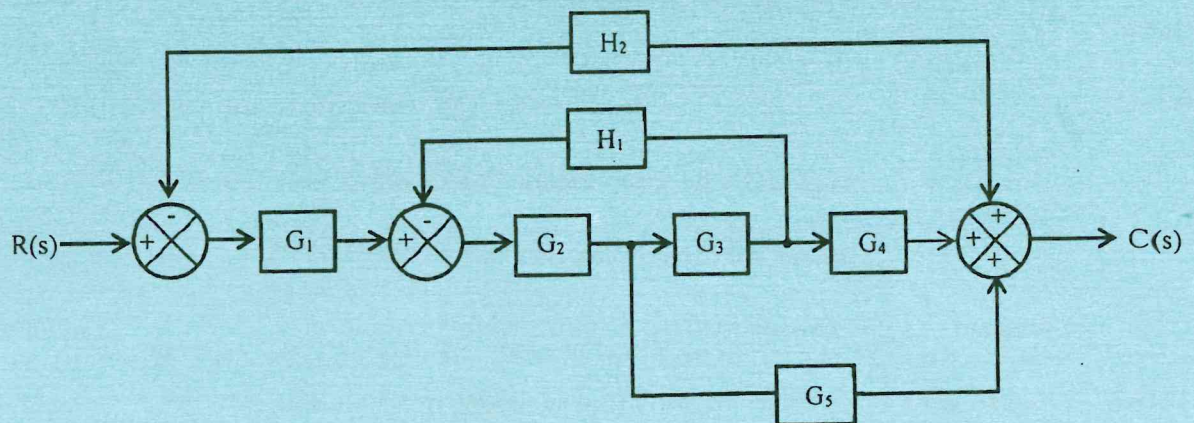 H₂
H₁
R(s) + - G₁ + - G₂ G₃ G₄ + + + C(s)
G₅